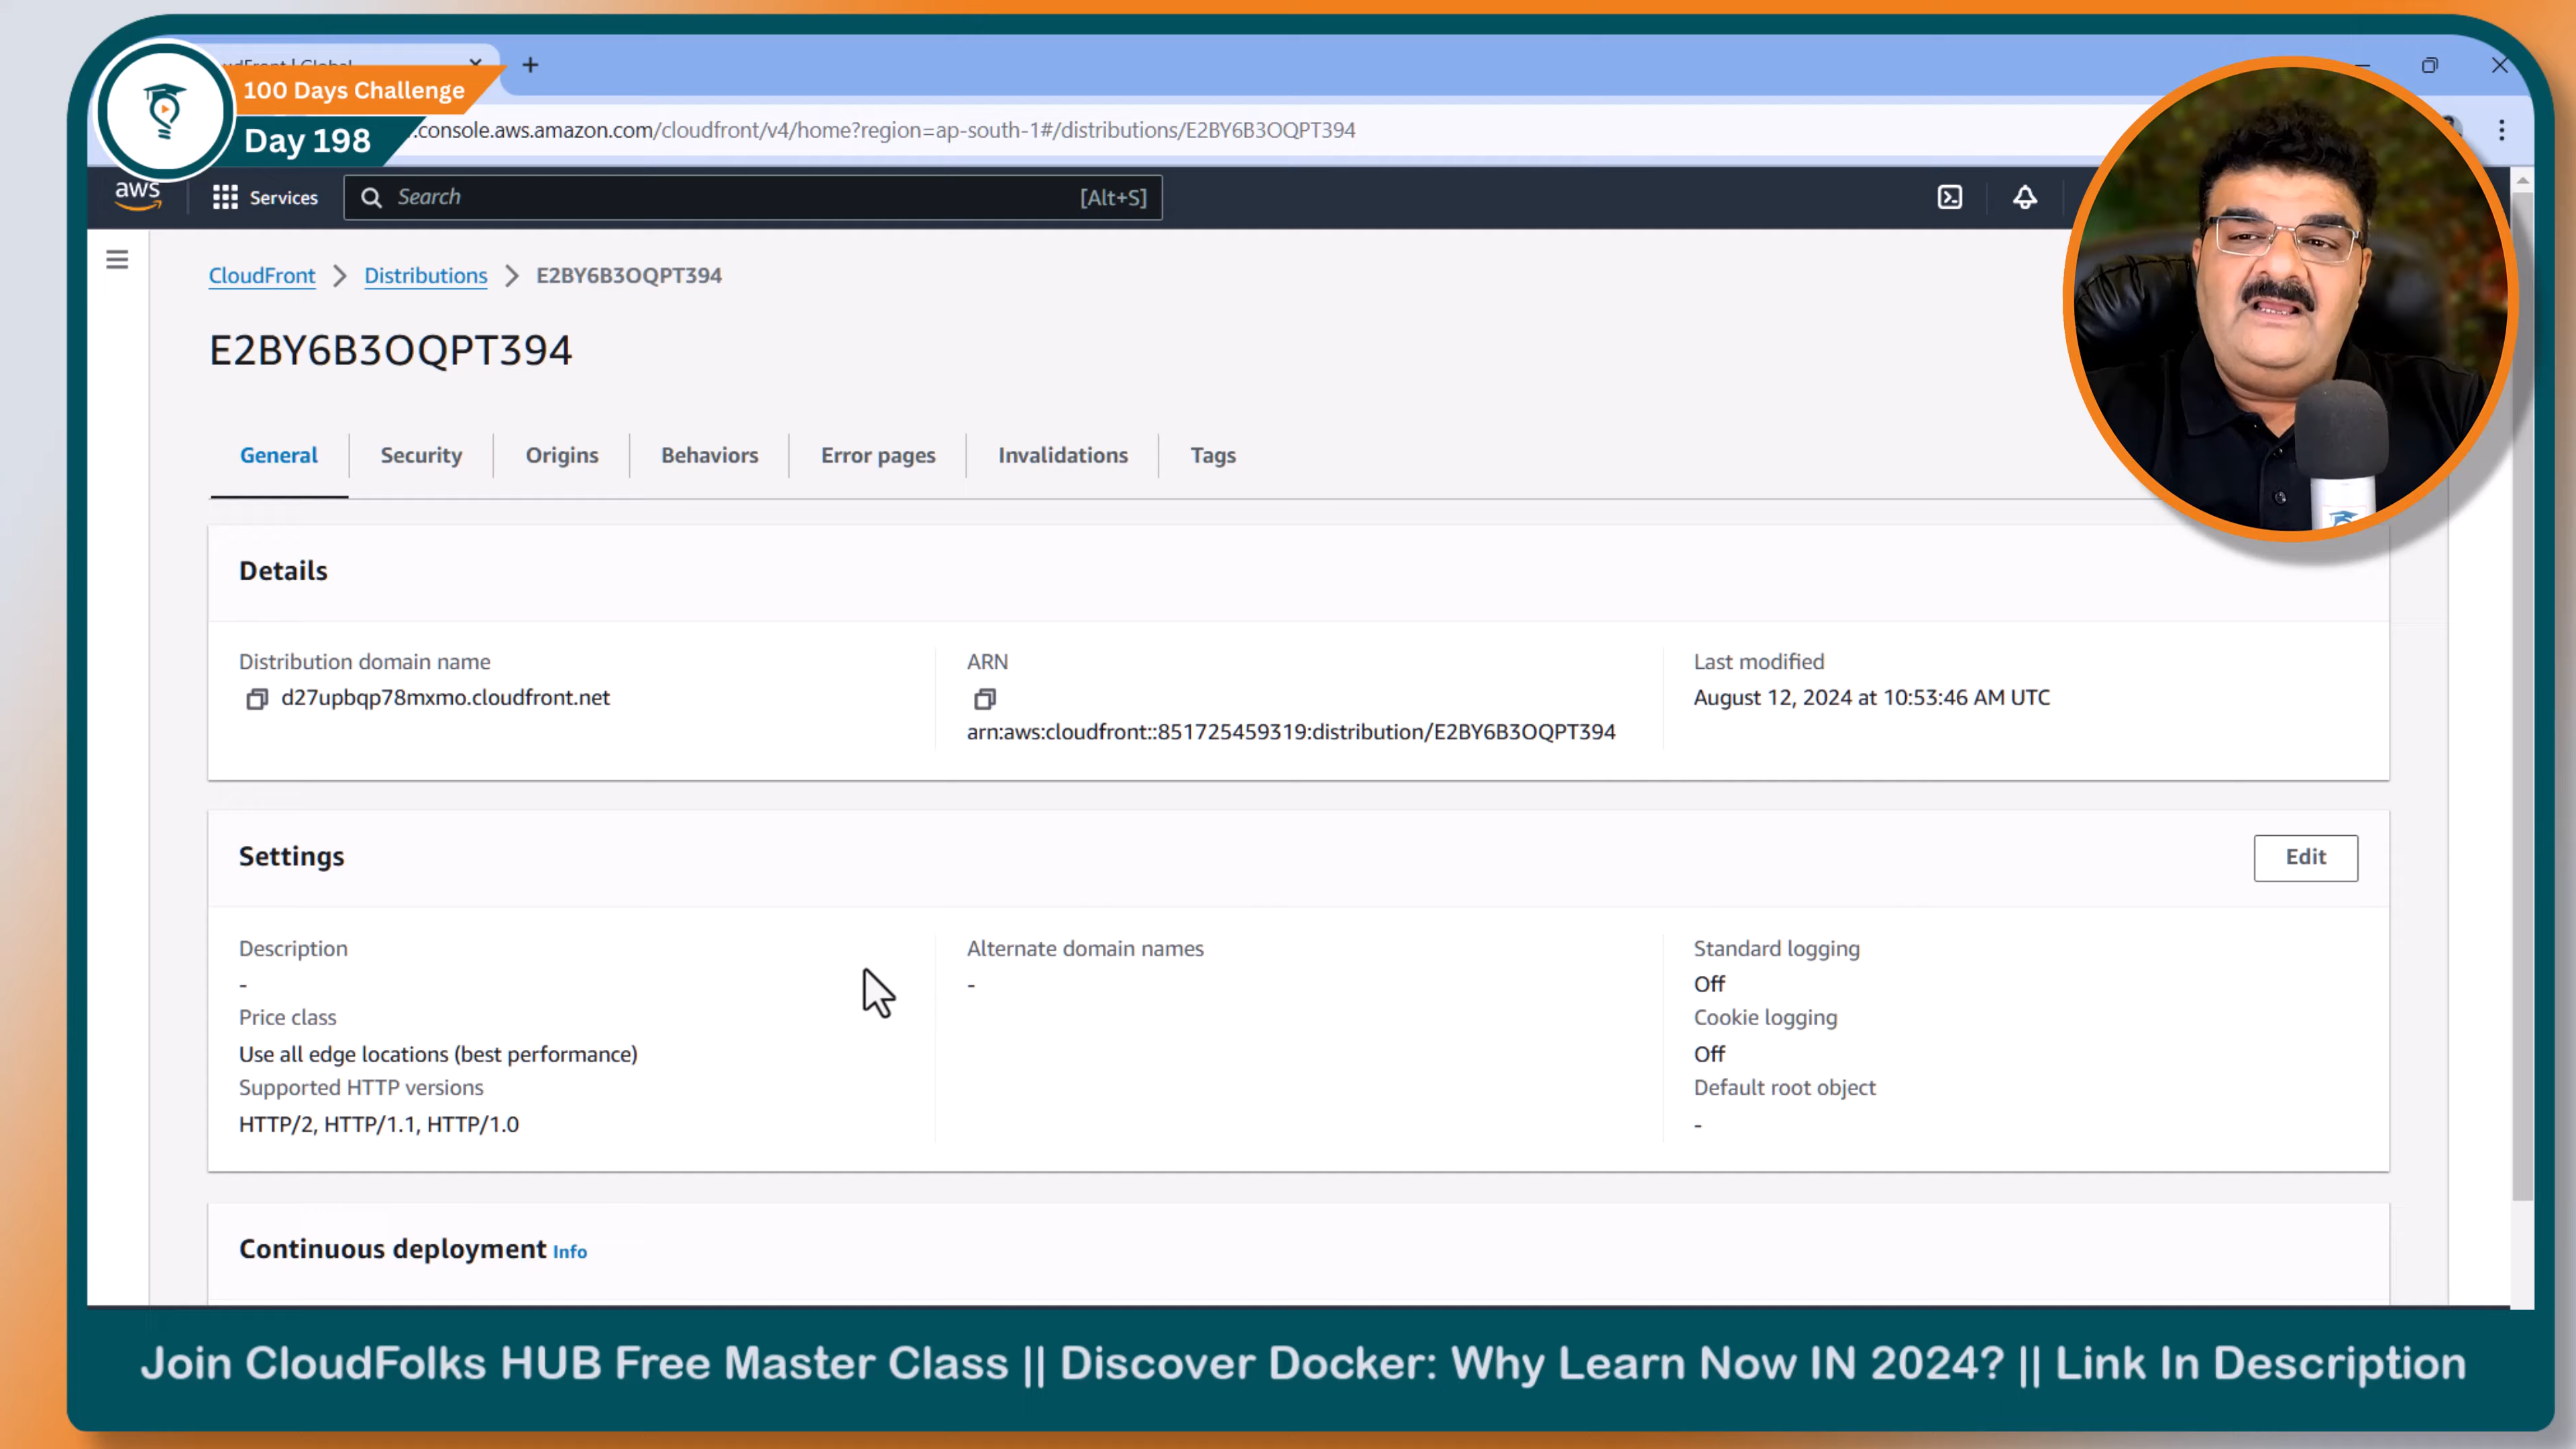 100 Days Challenge
Day 198
.console.aws.amazon.com/cloudfront/v4/home?region=ap-south-1#/distributions/E2BY6B3OQPT394
aws
Services
Search
[Alt+S]
CloudFront > Distributions > E2BY6B3OQPT394
E2BY6B3OQPT394
General
Security
Origins
Behaviors
Error pages
Invalidations
Tags
Details
Distribution domain name
d27upbqp78mxmo.cloudfront.net
ARN
arn:aws:cloudfront::851725459319:distribution/E2BY6B3OQPT394
Last modified
August 12, 2024 at 10:53:46 AM UTC
Settings
Edit
Description
-
Price class
Use all edge locations (best performance)
Supported HTTP versions
HTTP/2, HTTP/1.1, HTTP/1.0
Alternate domain names
-
Standard logging
Off
Cookie logging
Off
Default root object
-
Continuous deployment Info
Join CloudFolks HUB Free Master Class || Discover Docker: Why Learn Now IN 2024? || Link In Description